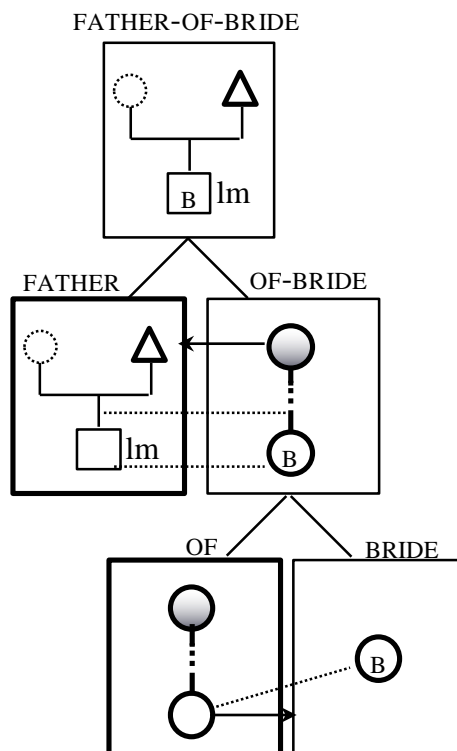 FATHER-OF-BRIDE
B lm
FATHER OF-BRIDE
lm B
OF BRIDE
B